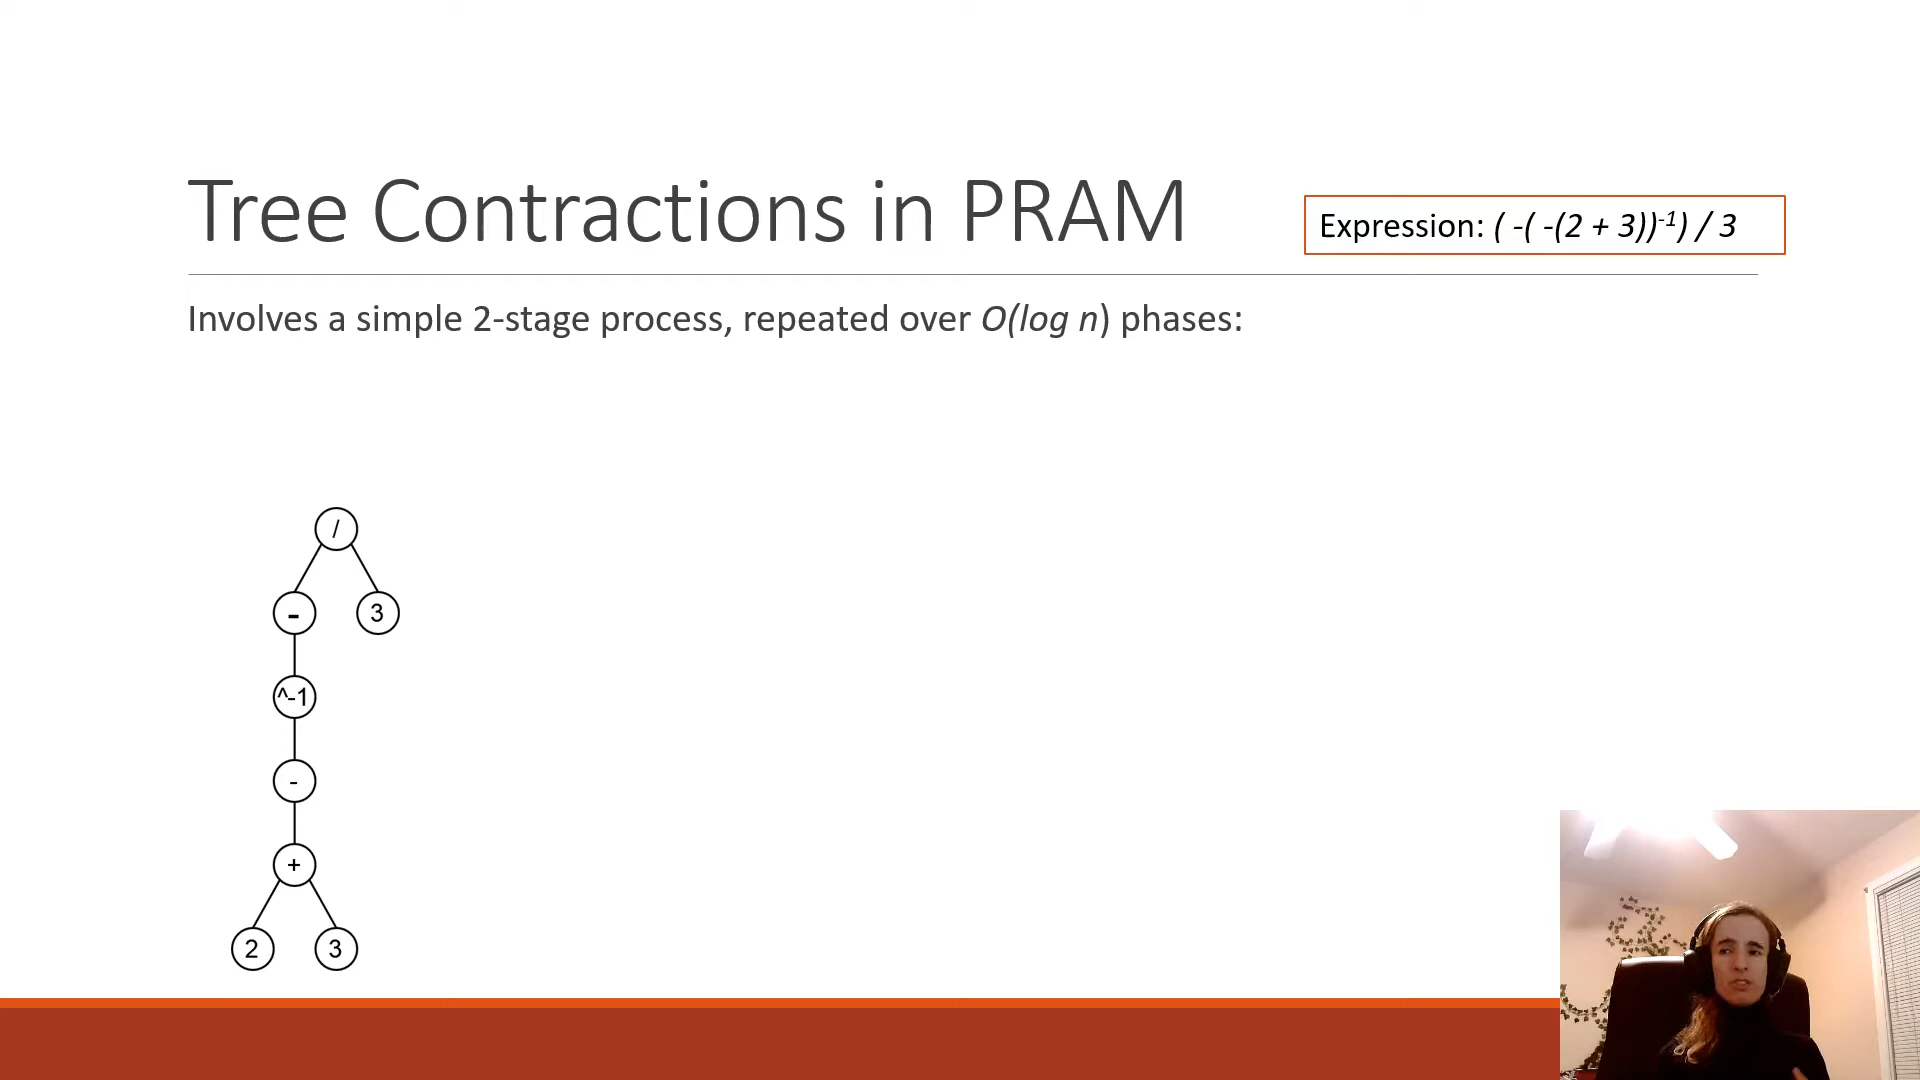 Tree Contractions in PRAM
Expression: ( -( -(2 + 3))⁻¹) / 3
Involves a simple 2-stage process, repeated over O(log n) phases:
/
- 3
^-1
-
+
2 3